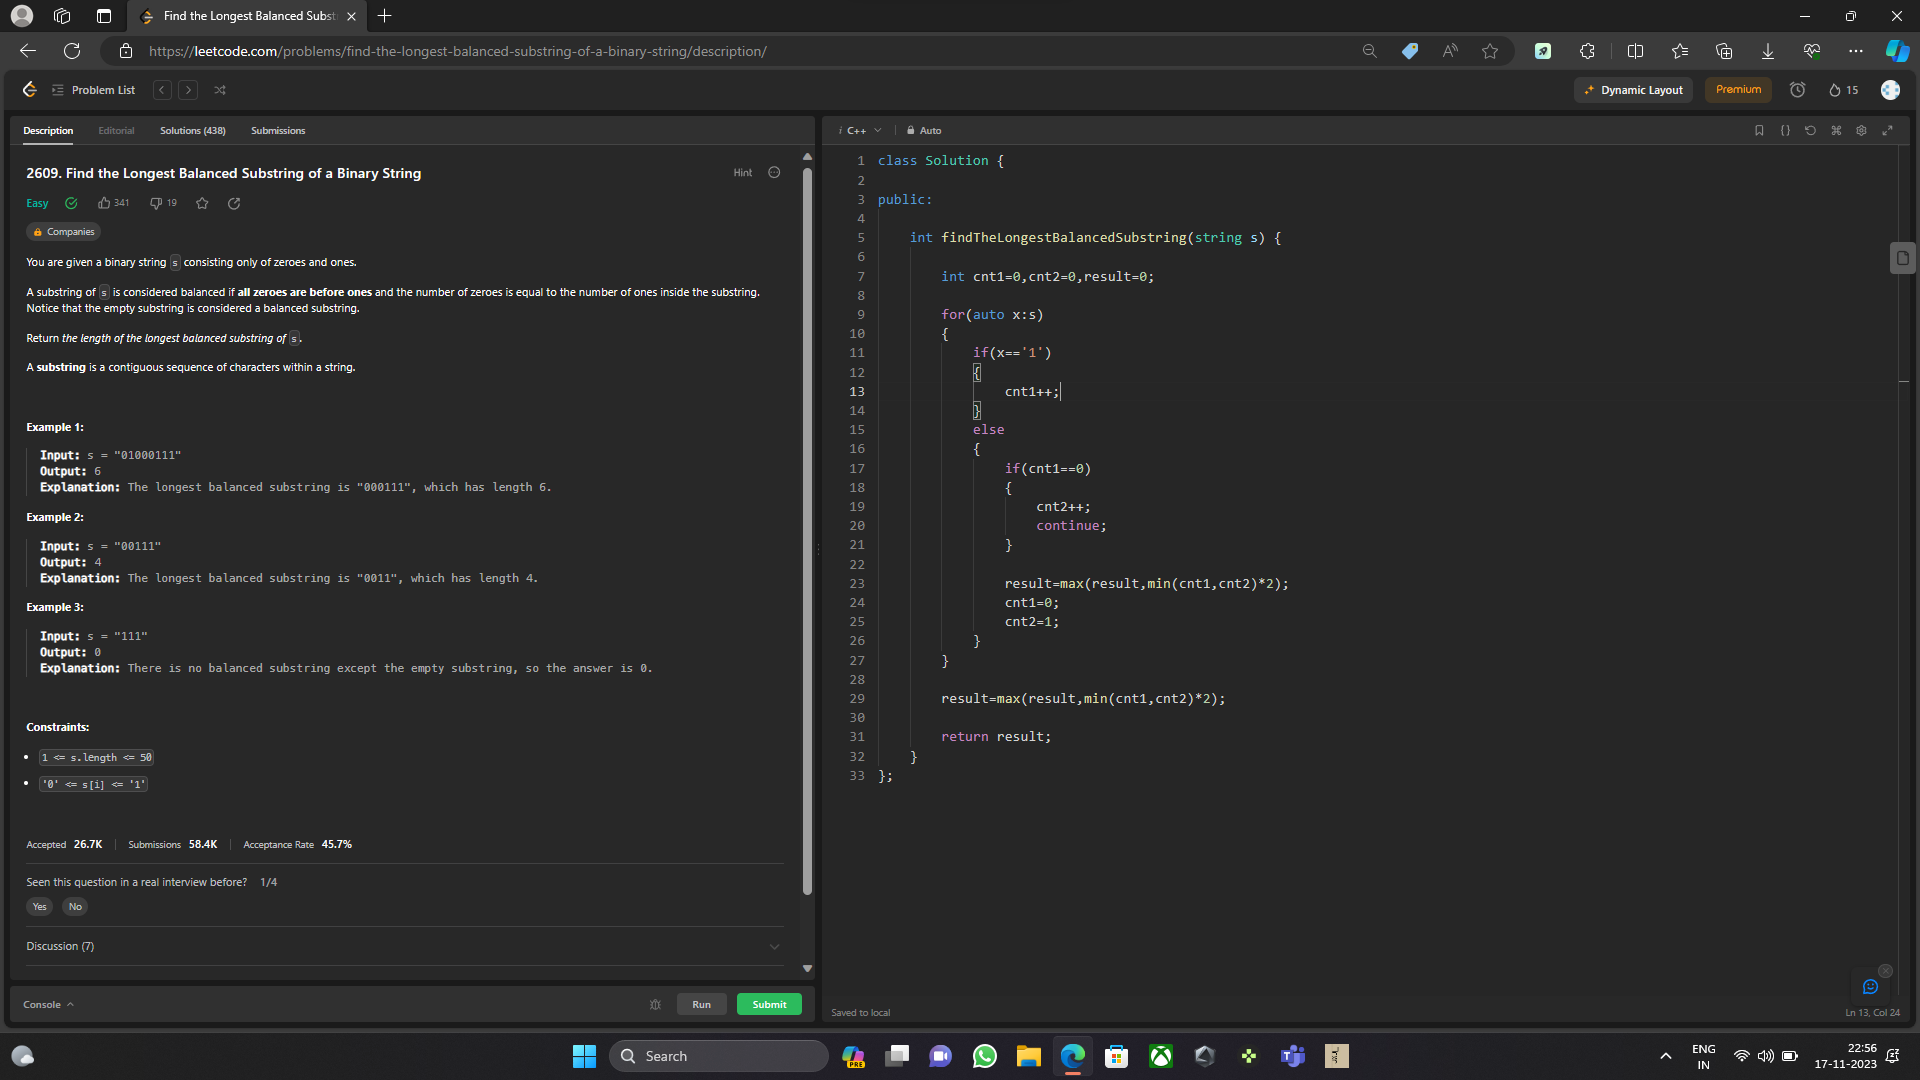 Find the Longest Balanced Subst
https://leetcode.com/problems/find-the-longest-balanced-substring-of-a-binary-string/description/
Problem List
Dynamic Layout
Premium
15
Description
Editorial
Solutions (438)
Submissions
2609. Find the Longest Balanced Substring of a Binary String
Hint
Easy
341
19
Companies
You are given a binary string s consisting only of zeroes and ones.
A substring of s is considered balanced if all zeroes are before ones and the number of zeroes is equal to the number of ones inside the substring.
Notice that the empty substring is considered a balanced substring.
Return the length of the longest balanced substring of s.
A substring is a contiguous sequence of characters within a string.
Example 1:
Input: s = "01000111"
Output: 6
Explanation: The longest balanced substring is "000111", which has length 6.
Example 2:
Input: s = "00111"
Output: 4
Explanation: The longest balanced substring is "0011", which has length 4.
Example 3:
Input: s = "111"
Output: 0
Explanation: There is no balanced substring except the empty substring, so the answer is 0.
Constraints:
1 <= s.length <= 50
'0' <= s[i] <= '1'
Accepted 26.7K Submissions 58.4K Acceptance Rate 45.7%
Seen this question in a real interview before? 1/4
Yes No
Discussion (7)
Console
Run
Submit
i C++
Auto
1 class Solution {
2
3 public:
4
5 int findTheLongestBalancedSubstring(string s) {
6
7 int cnt1=0,cnt2=0,result=0;
8
9 for(auto x:s)
10 {
11 if(x=='1')
12 {
13 cnt1++;
14 }
15 else
16 {
17 if(cnt1==0)
18 {
19 cnt2++;
20 continue;
21 }
22
23 result=max(result,min(cnt1,cnt2)*2);
24 cnt1=0;
25 cnt2=1;
26 }
27 }
28
29 result=max(result,min(cnt1,cnt2)*2);
30
31 return result;
32 }
33 };
Saved to local
Ln 13, Col 24
Search
PRE
ENG
IN
22:56
17-11-2023